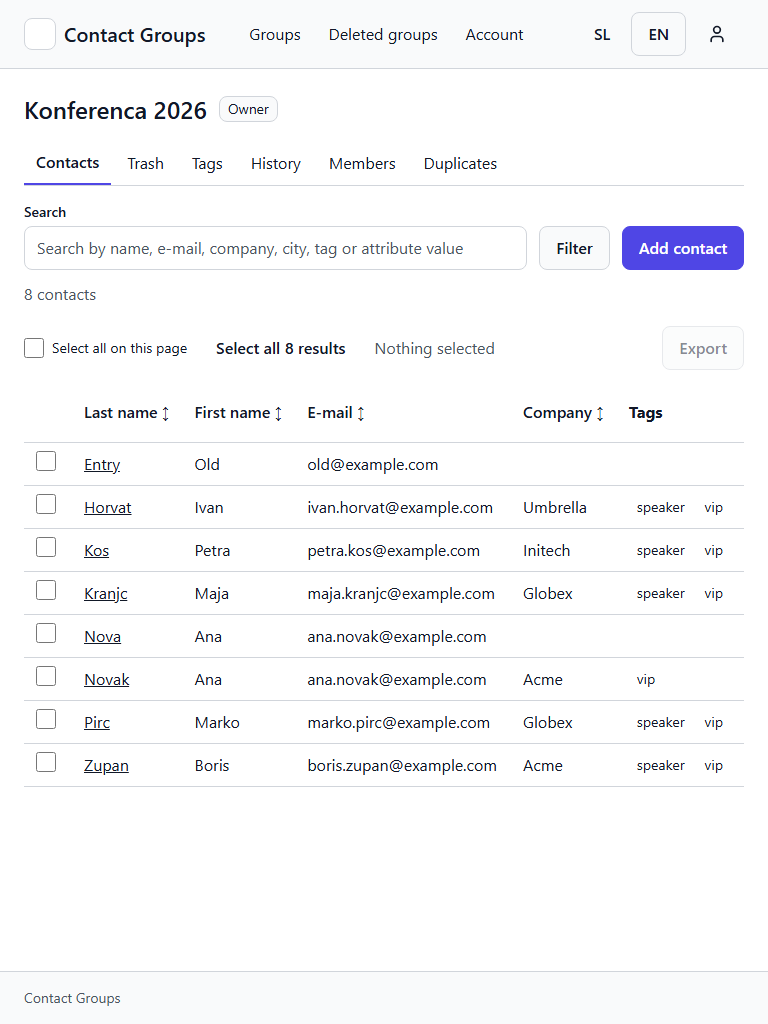 Contact Groups Groups Deleted groups Account SL EN
Konferenca 2026 Owner
Contacts Trash Tags History Members Duplicates
Search
Search by name, e-mail, company, city, tag or attribute value Filter Add contact
8 contacts
Select all on this page Select all 8 results Nothing selected Export
Last name First name E-mail Company Tags
Entry Old old@example.com
Horvat Ivan ivan.horvat@example.com Umbrella speaker vip
Kos Petra petra.kos@example.com Initech speaker vip
Kranjc Maja maja.kranjc@example.com Globex speaker vip
Nova Ana ana.novak@example.com
Novak Ana ana.novak@example.com Acme vip
Pirc Marko marko.pirc@example.com Globex speaker vip
Zupan Boris boris.zupan@example.com Acme speaker vip
Contact Groups